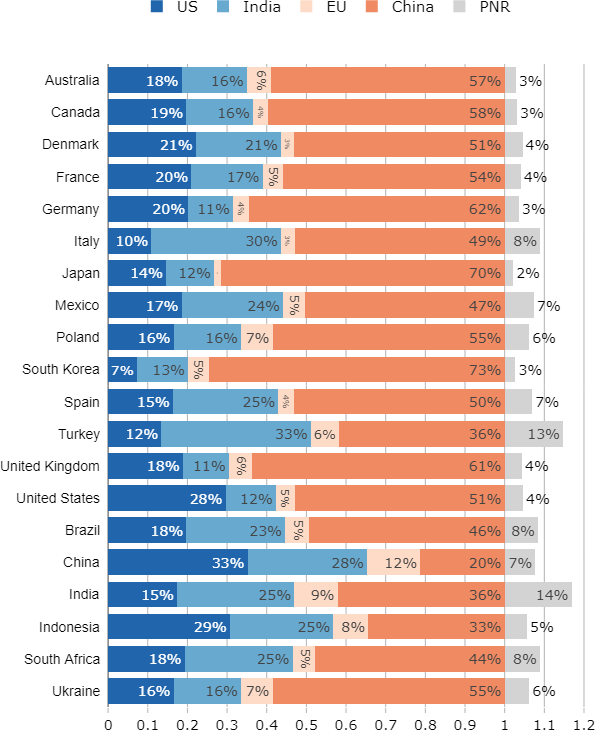 US India EU China PNR
Australia 18% 16% 6% 57% 3%
Canada 19% 16% 4% 58% 3%
Denmark 21% 21% 3% 51% 4%
France 20% 17% 5% 54% 4%
Germany 20% 11% 4% 62% 3%
Italy 10% 30% 3% 49% 8%
Japan 14% 12% 70% 2%
Mexico 17% 24% 5% 47% 7%
Poland 16% 16% 7% 55% 6%
South Korea 7% 13% 5% 73% 3%
Spain 15% 25% 4% 50% 7%
Turkey 12% 33% 6% 36% 13%
United Kingdom 18% 11% 6% 61% 4%
United States 28% 12% 5% 51% 4%
Brazil 18% 23% 5% 46% 8%
China 33% 28% 12% 20% 7%
India 15% 25% 9% 36% 14%
Indonesia 29% 25% 8% 33% 5%
South Africa 18% 25% 5% 44% 8%
Ukraine 16% 16% 7% 55% 6%
0 0.1 0.2 0.3 0.4 0.5 0.6 0.7 0.8 0.9 1 1.1 1.2